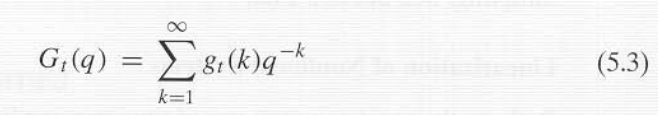 G_t(q) = \sum_{k=1}^{\infty} g_t(k)q^{-k} (5.3)